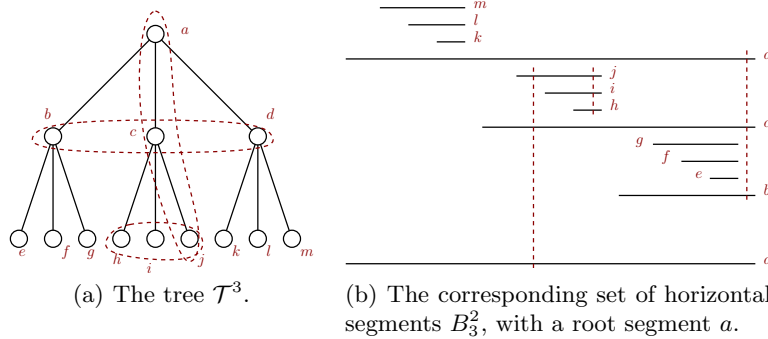 a
b
c
d
e
f
g
h
i
j
k
l
m
(a) The tree 𝒯³.
m
l
k
j
i
h
g
f
e
b
(b) The corresponding set of horizontal
segments B₃², with a root segment a.